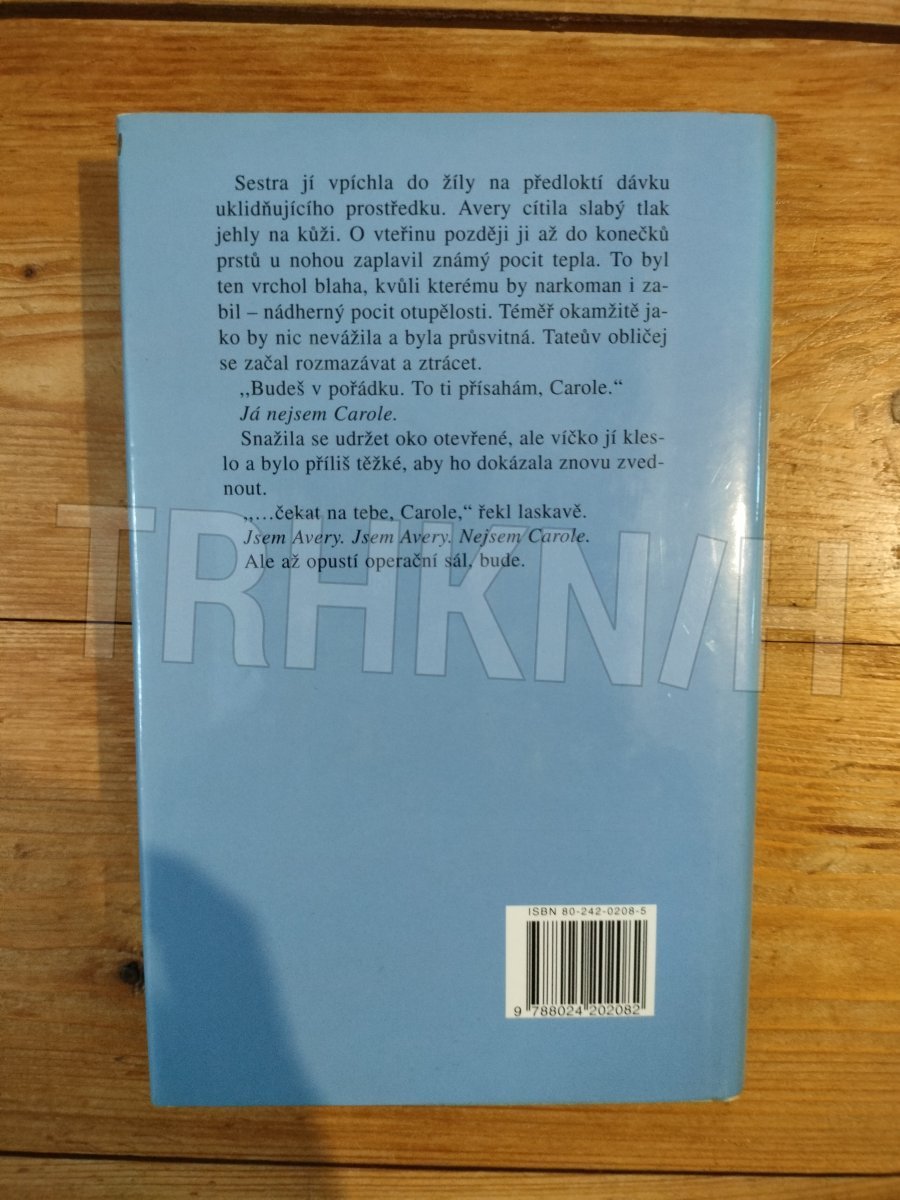 Sestra jí vpíchla do žíly na předloktí dávku
uklidňujícího prostředku. Avery cítila slabý tlak
jehly na kůži. O vteřinu později ji až do konečků
prstů u nohou zaplavil známý pocit tepla. To byl
ten vrchol blaha, kvůli kterému by narkoman i za-
bil – nádherný pocit otupělosti. Téměř okamžitě ja-
ko by nic nevážila a byla průsvitná. Tateův obličej
se začal rozmazávat a ztrácet.
,,Budeš v pořádku. To ti přísahám, Carole.“
Já nejsem Carole.
Snažila se udržet oko otevřené, ale víčko jí kles-
lo a bylo příliš těžké, aby ho dokázala znovu zved-
nout.
,,…čekat na tebe, Carole,“ řekl laskavě.
Jsem Avery. Jsem Avery. Nejsem Carole.
Ale až opustí operační sál, bude.
TRHKNIH
ISBN 80-242-0208-5
9 788024 202082